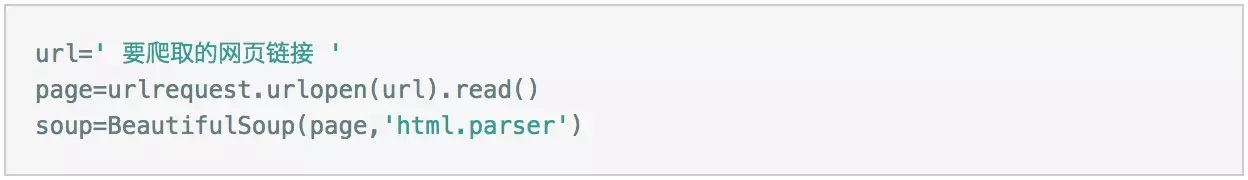 url=' 要爬取的网页链接 '
page=urlrequest.urlopen(url).read()
soup=BeautifulSoup(page,'html.parser')